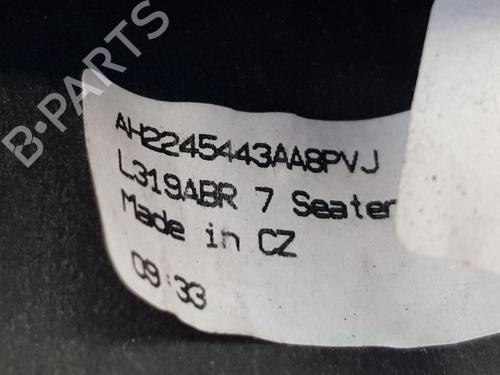 B-PARTS
AH2245443AA8PVJ
L319ABR 7 Seater
Made in CZ
09:33